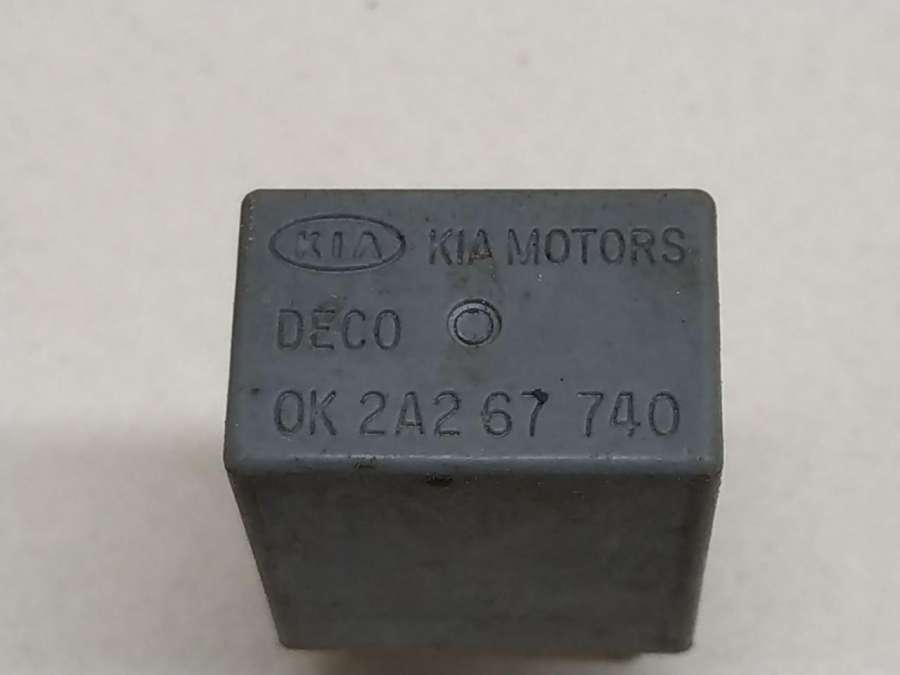 KIA KIA MOTORS
DECO
0K 2A2 67 740